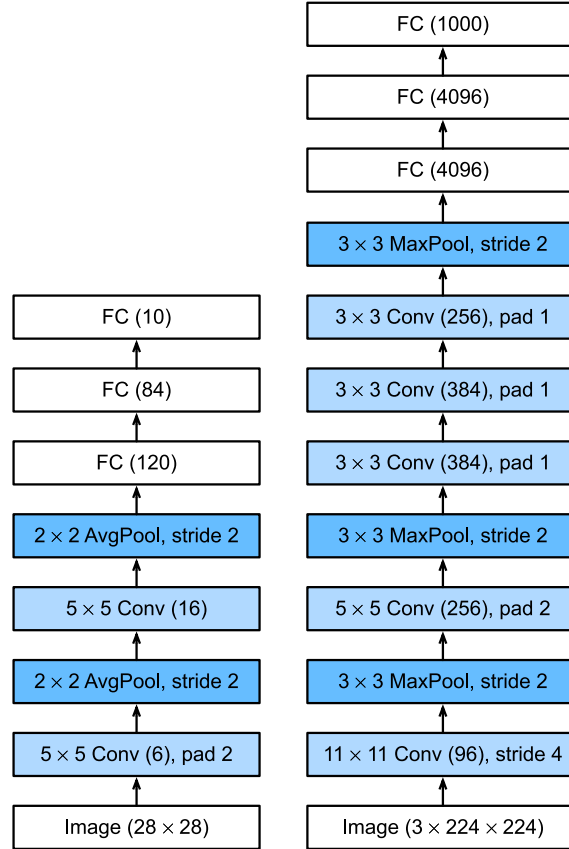 FC (10)
FC (84)
FC (120)
2 × 2 AvgPool, stride 2
5 × 5 Conv (16)
2 × 2 AvgPool, stride 2
5 × 5 Conv (6), pad 2
Image (28 × 28)
FC (1000)
FC (4096)
FC (4096)
3 × 3 MaxPool, stride 2
3 × 3 Conv (256), pad 1
3 × 3 Conv (384), pad 1
3 × 3 Conv (384), pad 1
3 × 3 MaxPool, stride 2
5 × 5 Conv (256), pad 2
3 × 3 MaxPool, stride 2
11 × 11 Conv (96), stride 4
Image (3 × 224 × 224)